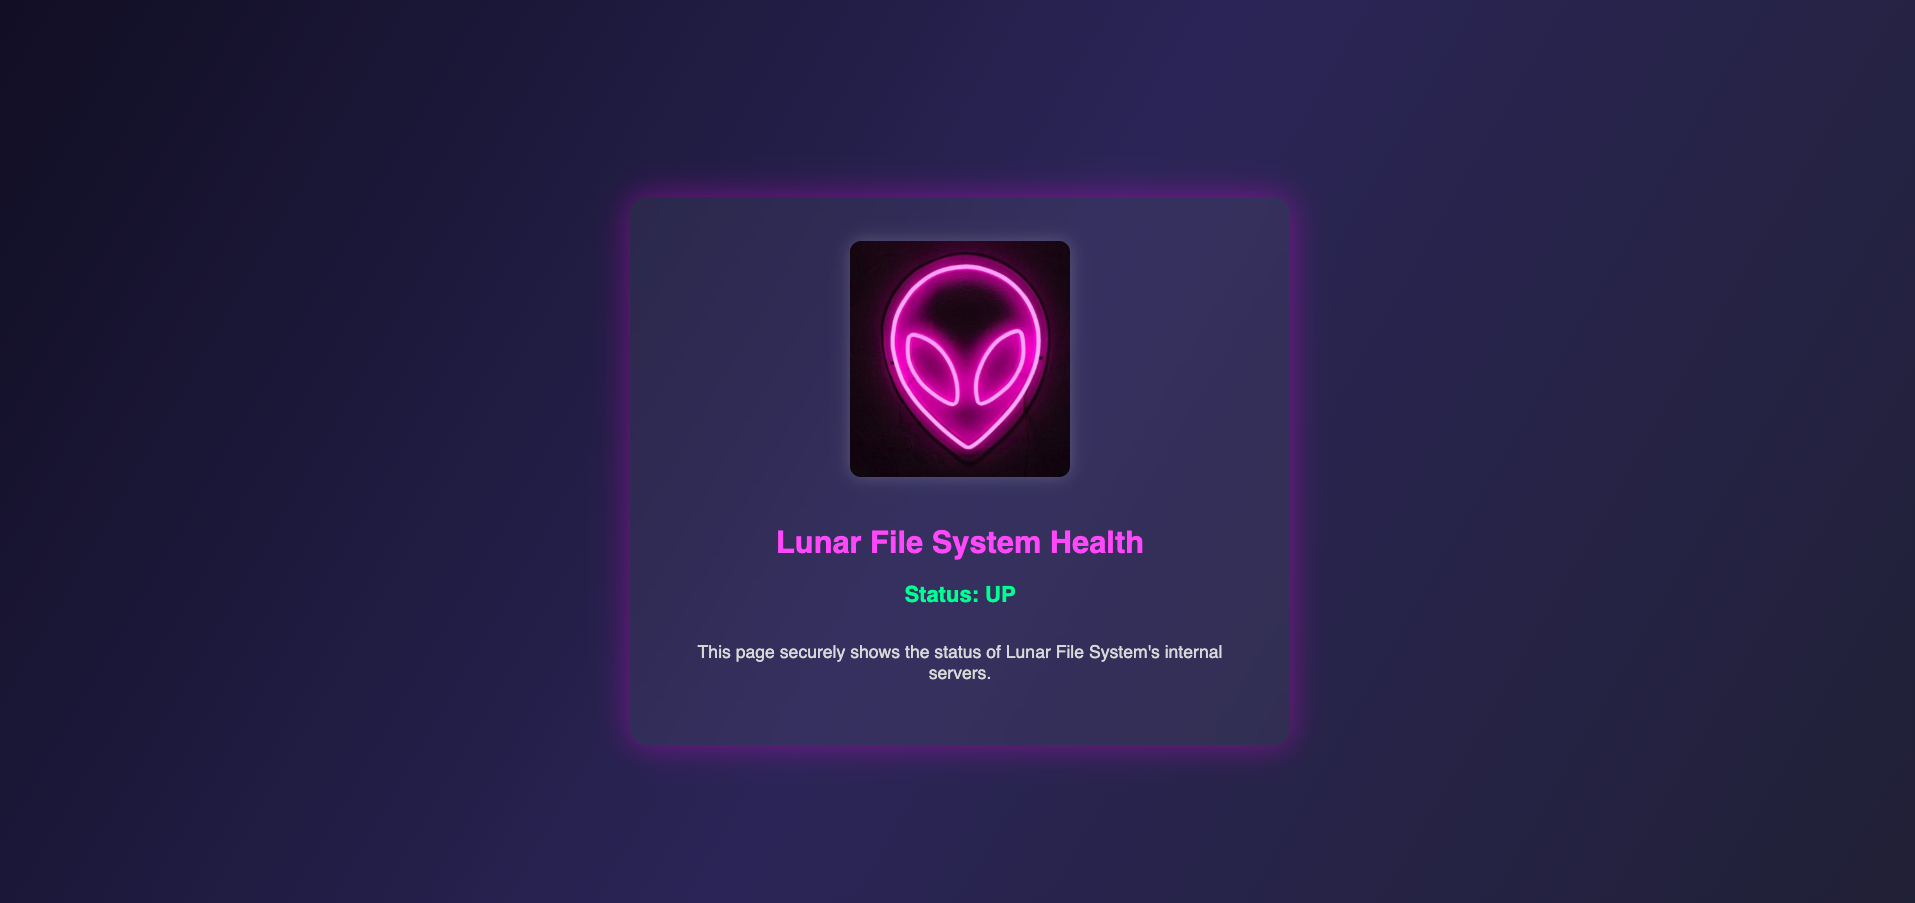 Lunar File System Health
Status: UP
This page securely shows the status of Lunar File System's internal
servers.